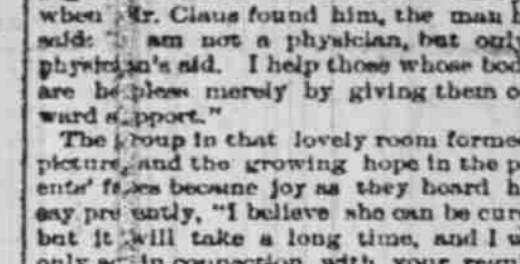 when Mr. Claus found him, the man
said: "I am not a physician, but only
physician's aid. I help those whose
are helpless merely by giving them
ward support."
The group in that lovely room forme
picture, and the growing hope in the p
ents' faces became joy as they heard h
say presently, "I believe she can be cur
but it will take a long time, and I
in connection with your